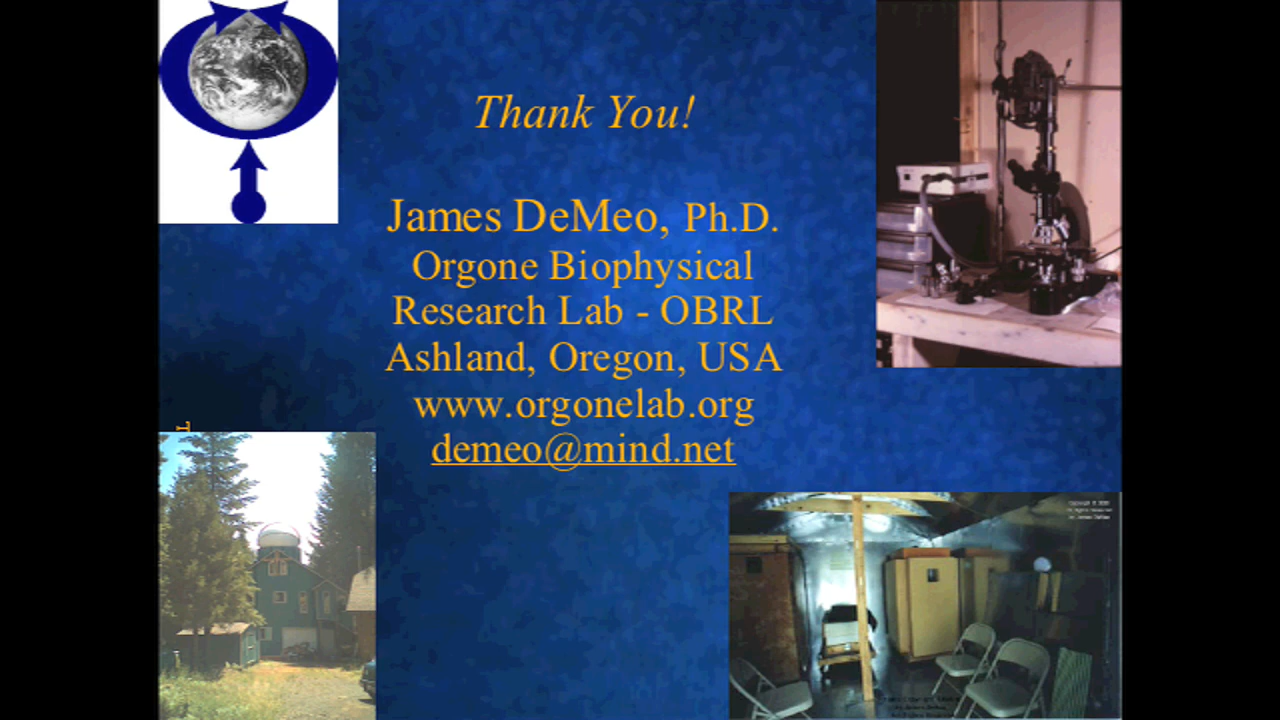 Thank You!
James DeMeo, Ph.D.
Orgone Biophysical
Research Lab - OBRL
Ashland, Oregon, USA
www.orgonelab.org
demeo@mind.net
L